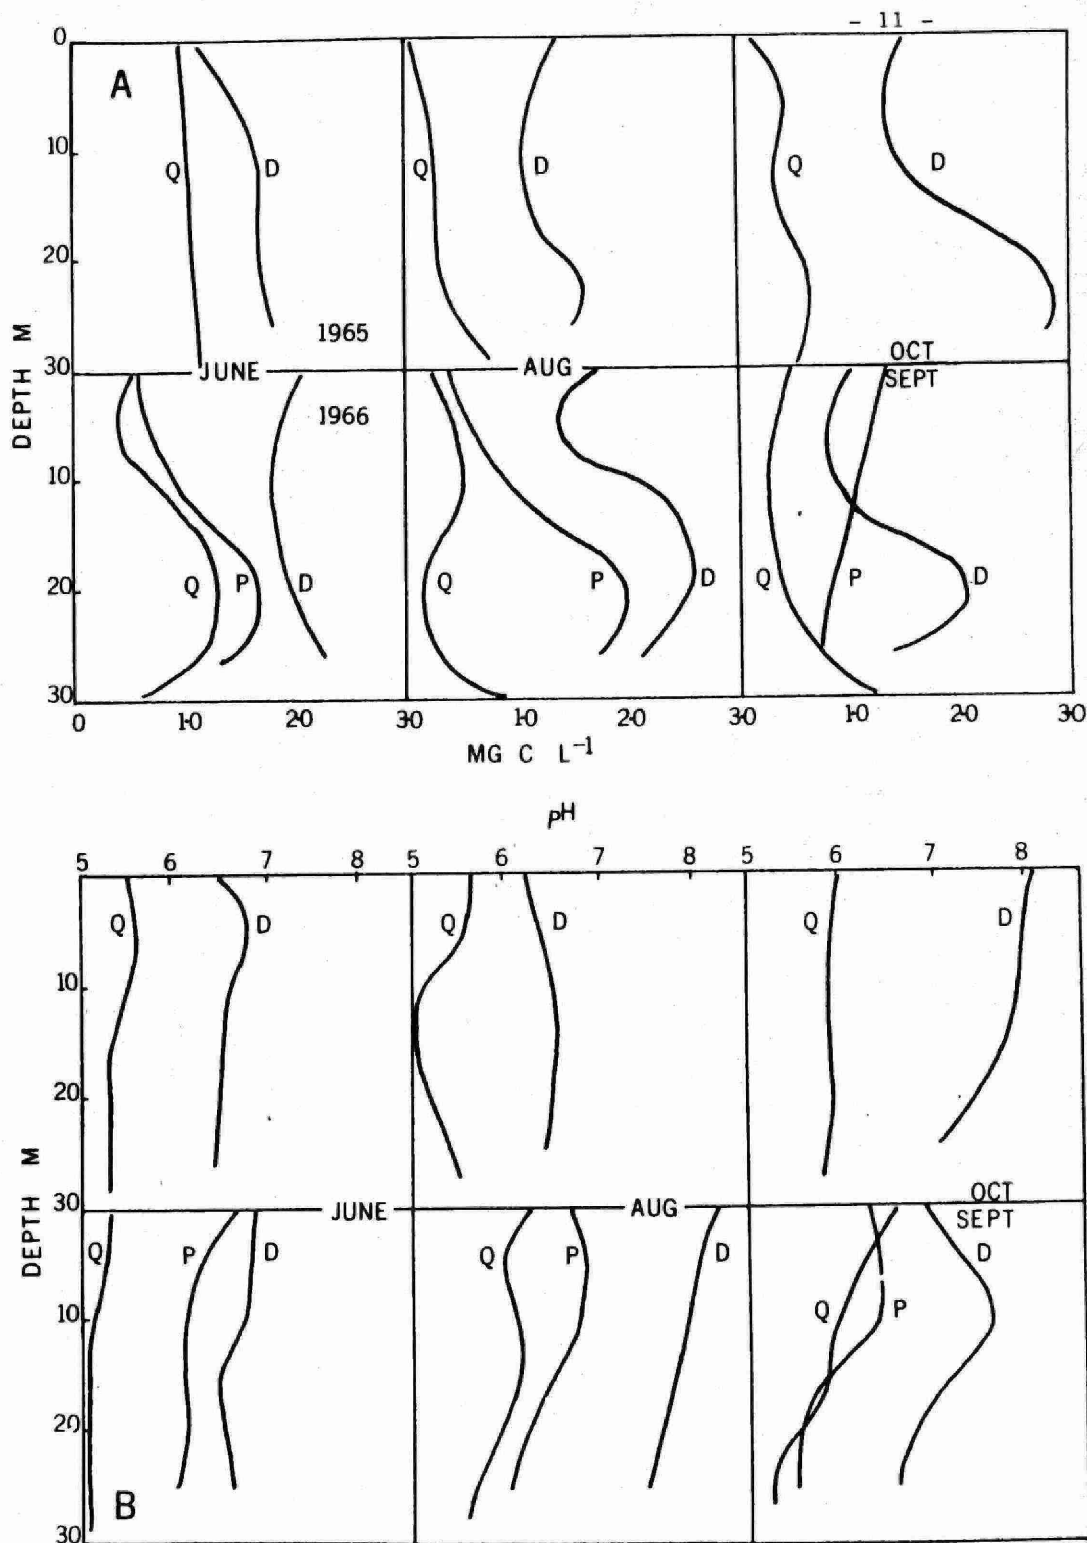 - 11 -
0
A
10
Q D Q D Q D
20
1965
30
JUNE AUG OCT
SEPT
1966
DEPTH M
10
Q P D Q P D Q P D
20
30
0 1·0 2·0 3·0 1·0 2·0 3·0 1·0 2·0 3·0
MG C L⁻¹
pH
5 6 7 8 5 6 7 8 5 6 7 8
Q D Q D Q D
10
20
30
JUNE AUG OCT
SEPT
DEPTH M
Q P D Q P D D
Q P
10
20
B
30